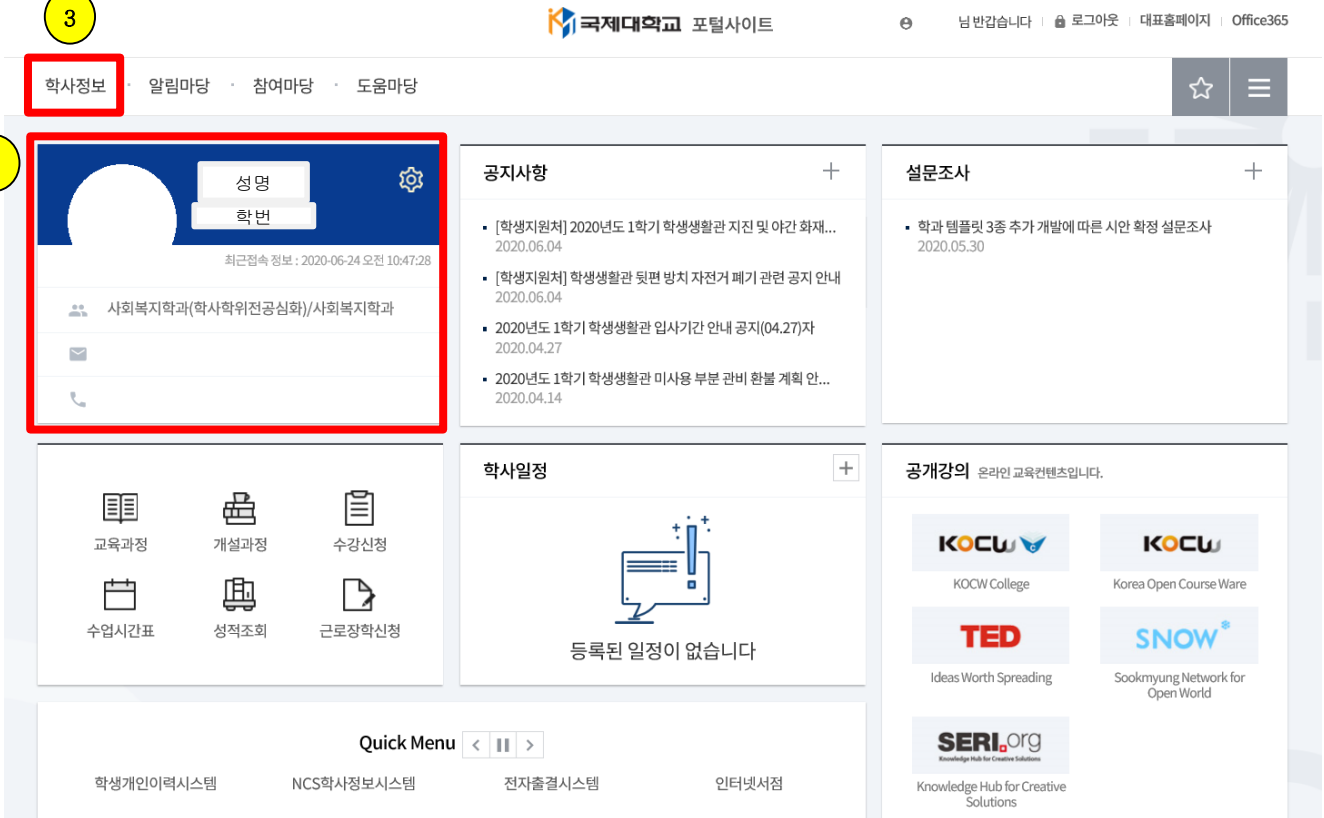 3
국제대학교 포털사이트
님 반갑습니다 로그아웃 대표홈페이지 Office365
학사정보 · 알림마당 · 참여마당 · 도움마당
성명
학번
최근접속 정보 : 2020-06-24 오전 10:47:28
사회복지학과(학사학위전공심화)/사회복지학과
공지사항
[학생지원처] 2020년도 1학기 학생생활관 지진 및 야간 화재...
2020.06.04
[학생지원처] 학생생활관 뒷편 방치 자전거 폐기 관련 공지 안내
2020.06.04
2020년도 1학기 학생생활관 입사기간 안내 공지(04.27)자
2020.04.27
2020년도 1학기 학생생활관 미사용 부분 관비 환불 계획 안...
2020.04.14
설문조사
학과 템플릿 3종 추가 개발에 따른 시안 확정 설문조사
2020.05.30
교육과정 개설과정 수강신청
수업시간표 성적조회 근로장학신청
학사일정
등록된 일정이 없습니다
공개강의 온라인 교육컨텐츠입니다.
KOCW C KOCW
KOCW College Korea Open Course Ware
TED SNOW
Ideas Worth Spreading Sookmyung Network for
Open World
SERI.org
Knowledge Hub for Creative Solutions
Knowledge Hub for Creative
Solutions
Quick Menu
학생개인이력시스템 NCS학사정보시스템 전자출결시스템 인터넷서점